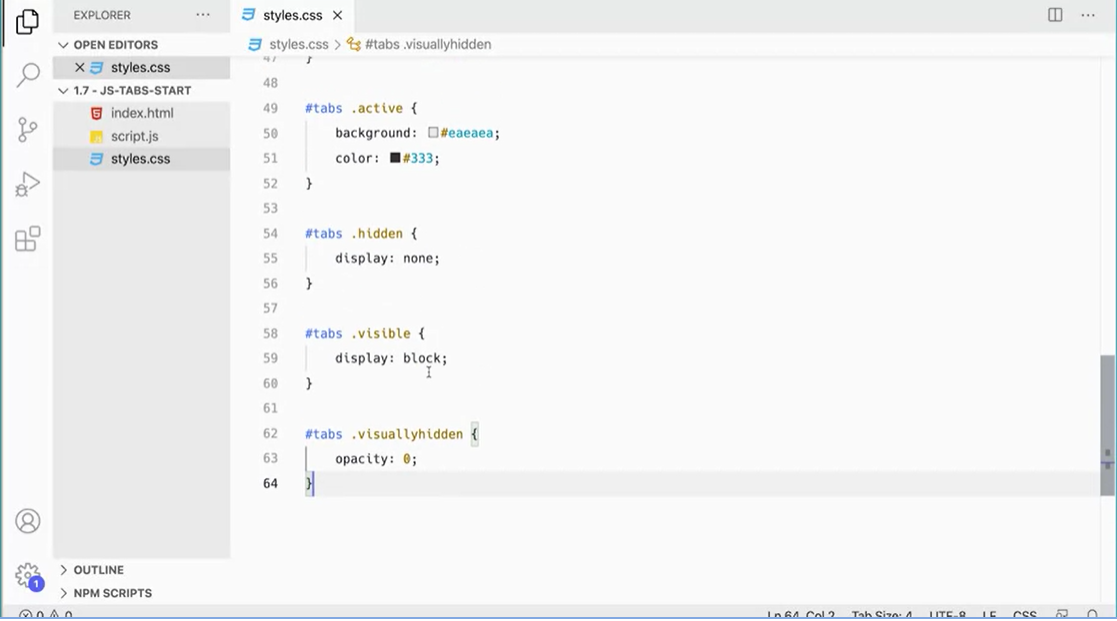 EXPLORER
styles.css
OPEN EDITORS
styles.css > #tabs .visuallyhidden
styles.css
47 }
1.7 - JS-TABS-START
48
index.html
49 #tabs .active {
script.js
50 background: #eaeaea;
styles.css
51 color: #333;
52 }
53
54 #tabs .hidden {
55 display: none;
56 }
57
58 #tabs .visible {
59 display: block;
60 }
61
62 #tabs .visuallyhidden {
63 opacity: 0;
64 }
OUTLINE
1
NPM SCRIPTS
0 0 Ln 64, Col 2 Tab Size: 4 UTF-8 LF CSS